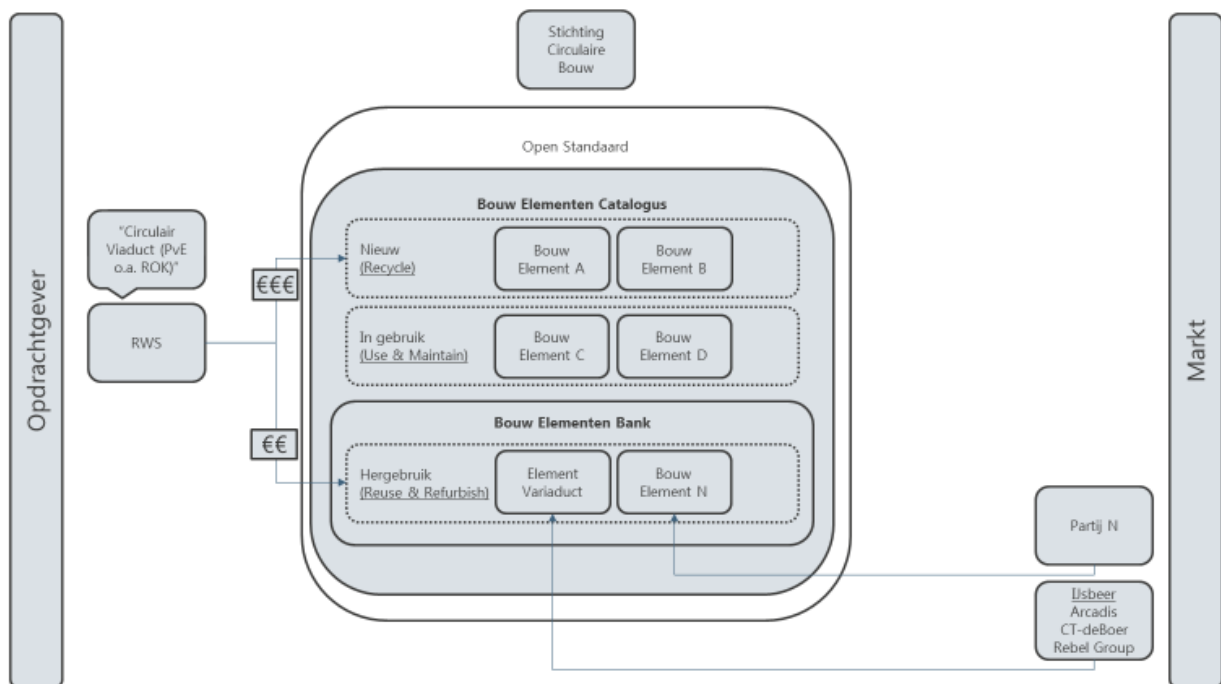 Stichting
Circulaire
Bouw
Opdrachtgever
Markt
Open Standaard
Bouw Elementen Catalogus
"Circulair
Viaduct (PvE
o.a. ROK)"
RWS
€€€
€€
Nieuw
(Recycle)
Bouw
Element A
Bouw
Element B
In gebruik
(Use & Maintain)
Bouw
Element C
Bouw
Element D
Bouw Elementen Bank
Hergebruik
(Reuse & Refurbish)
Element
Variaduct
Bouw
Element N
Partij N
IJsbeer
Arcadis
CT-deBoer
Rebel Group